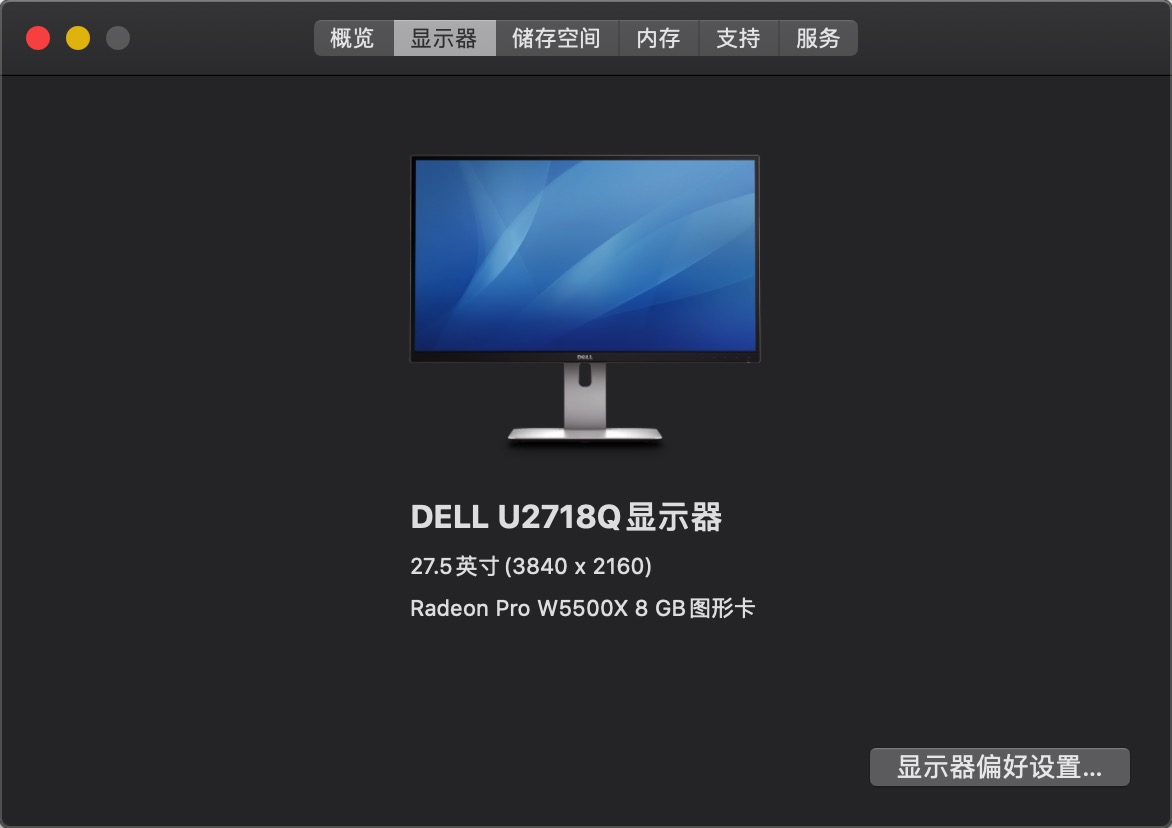 概览 显示器 储存空间 内存 支持 服务
DELL
DELL U2718Q显示器
27.5英寸 (3840 x 2160)
Radeon Pro W5500X 8 GB图形卡
显示器偏好设置...